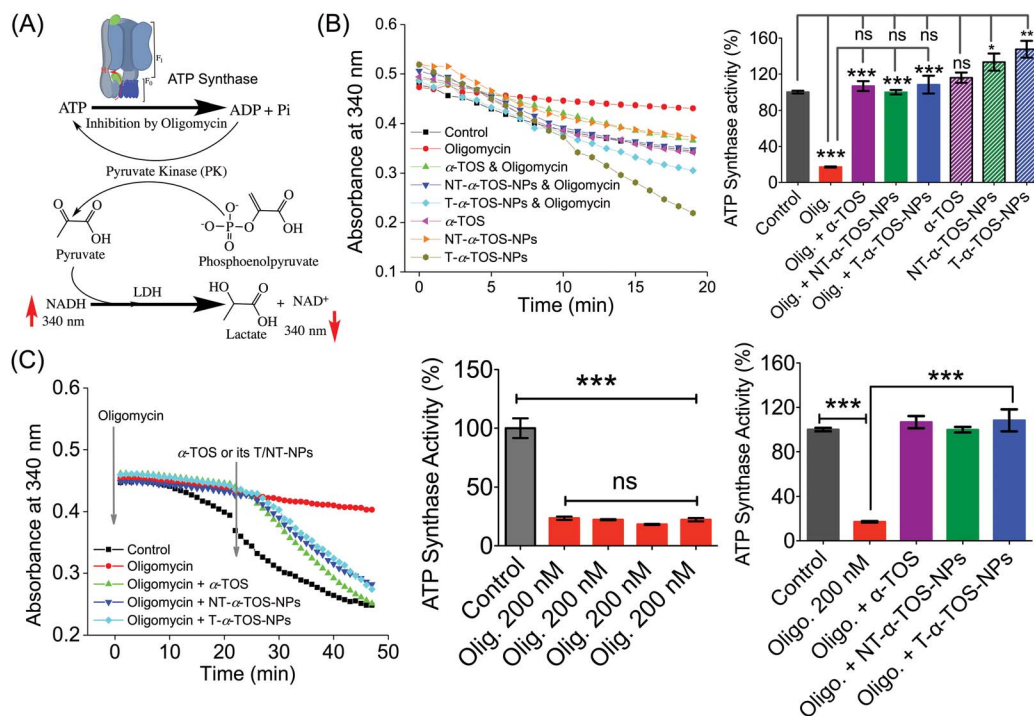 (A)
F₁
F₀
ATP Synthase
ATP
ADP + Pi
Inhibition by Oligomycin
Pyruvate Kinase (PK)
O
O
OH
Pyruvate
O⁻
⁻O
P
O
O
O
OH
Phosphoenolpyruvate
NADH
340 nm
LDH
HO
O
OH
Lactate
+ NAD⁺
340 nm
(B)
Absorbance at 340 nm
0.6
0.5
0.4
0.3
0.2
0.1
Control
Oligomycin
α-TOS & Oligomycin
NT-α-TOS-NPs & Oligomycin
T-α-TOS-NPs & Oligomycin
α-TOS
NT-α-TOS-NPs
T-α-TOS-NPs
0 5 10 15 20
Time (min)
ATP Synthase activity (%)
160
120
80
40
0
ns ns ns
*** *** *** *** ns * **
Control
Olig.
Olig. + α-TOS
Olig. + NT-α-TOS-NPs
Olig. + T-α-TOS-NPs
α-TOS
NT-α-TOS-NPs
T-α-TOS-NPs
(C)
Absorbance at 340 nm
0.6
0.5
0.4
0.3
0.2
Oligomycin
α-TOS or its T/NT-NPs
Control
Oligomycin
Oligomycin + α-TOS
Oligomycin + NT-α-TOS-NPs
Oligomycin + T-α-TOS-NPs
0 10 20 30 40 50
Time (min)
ATP Synthase Activity (%)
150
100
50
0
***
ns
Control
Olig. 200 nM
Olig. 200 nM
Olig. 200 nM
Olig. 200 nM
ATP Synthase Activity (%)
160
120
80
40
0
***
***
Control
Oligo. 200 nM
Oligo. + α-TOS
Oligo. + NT-α-TOS-NPs
Oligo. + T-α-TOS-NPs